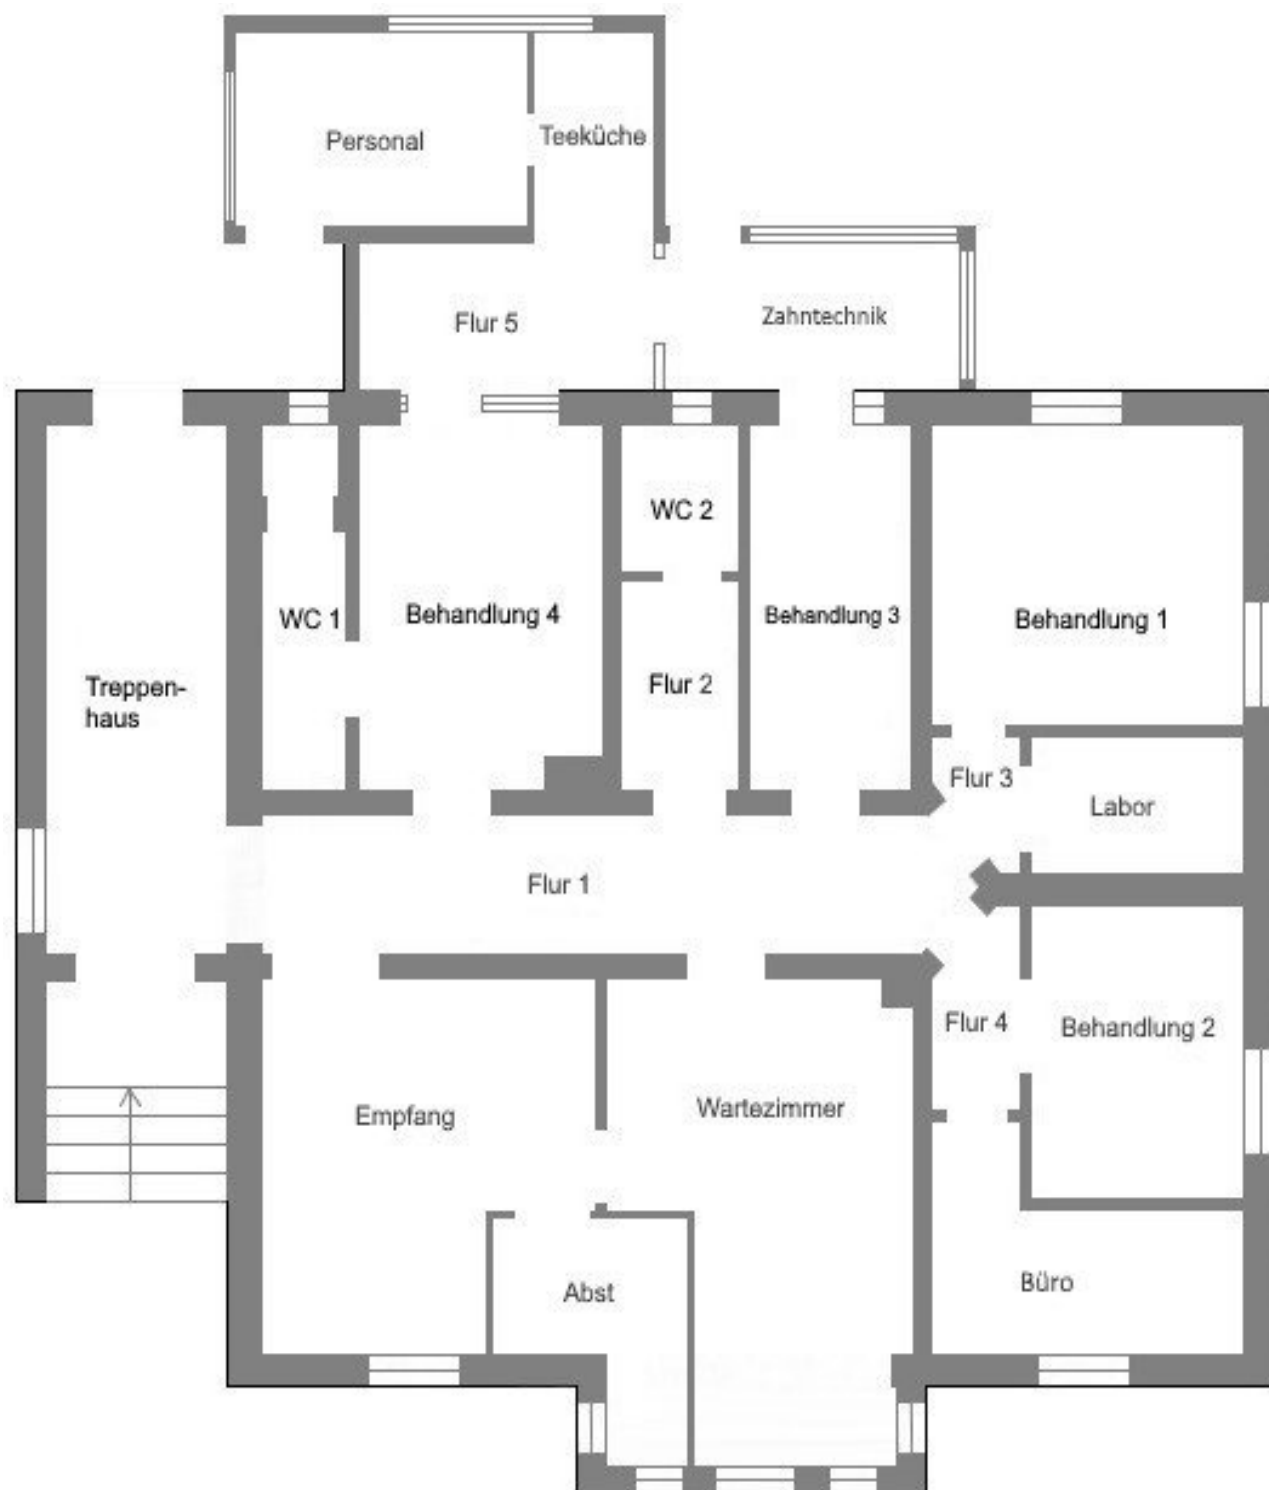 Personal
Teeküche
Flur 5
Zahntechnik
WC 2
WC 1
Behandlung 4
Behandlung 3
Behandlung 1
Treppen-
haus
Flur 2
Flur 3
Labor
Flur 1
Flur 4
Behandlung 2
Empfang
Wartezimmer
Abst
Büro